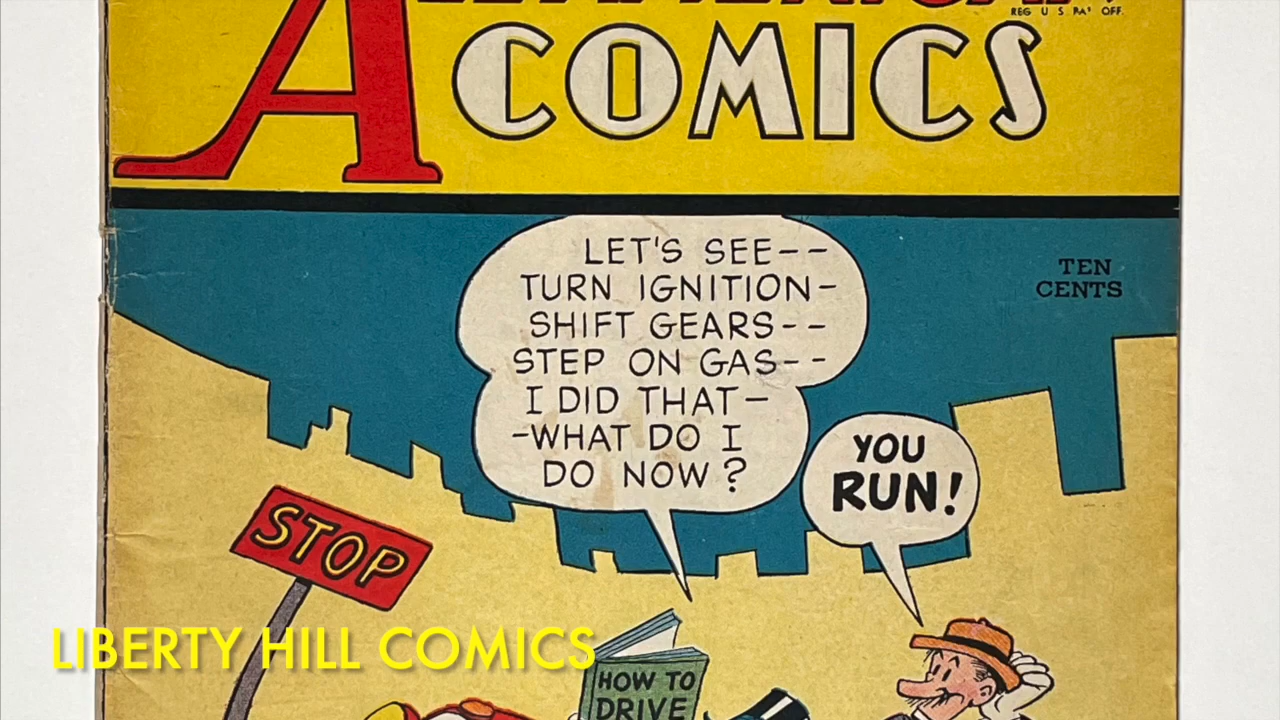 REG U S PAT OFF.
COMICS
LET'S SEE--
TURN IGNITION-
SHIFT GEARS--
STEP ON GAS--
I DID THAT-
-WHAT DO I
DO NOW?
TEN
CENTS
YOU
RUN!
STOP
LIBERTY HILL COMICS
HOW TO
DRIVE